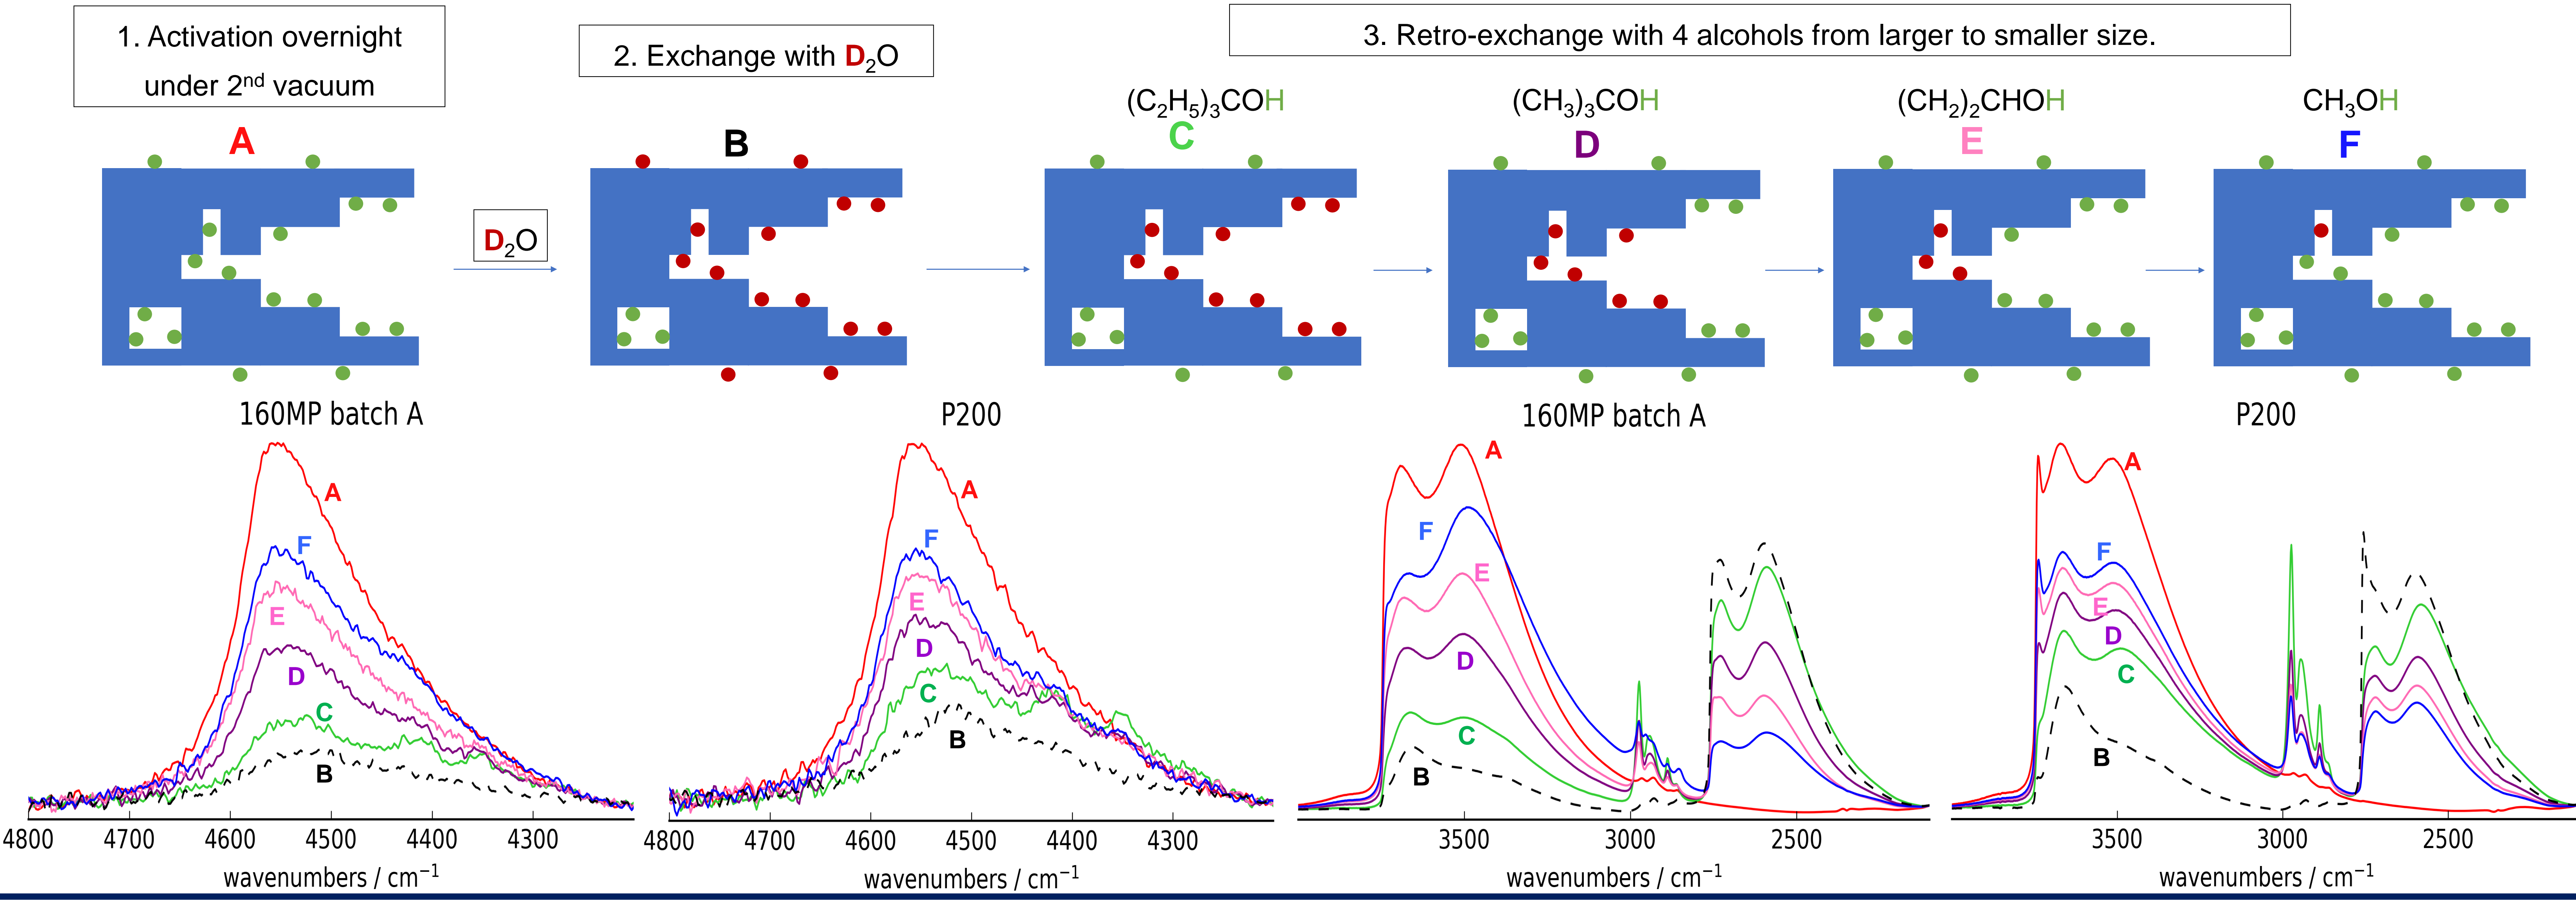 1. Activation overnight
under 2nd vacuum
2. Exchange with D2O
3. Retro-exchange with 4 alcohols from larger to smaller size.
(C2H5)3COH
(CH3)3COH
(CH2)2CHOH
CH3OH
A
B
C
D
E
F
D2O
160MP batch A
A
F
E
D
C
B
4800 4700 4600 4500 4400 4300
wavenumbers / cm−1
P200
A
F
E
D
C
B
4800 4700 4600 4500 4400 4300
wavenumbers / cm−1
160MP batch A
A
F
E
D
C
B
3500 3000 2500
wavenumbers / cm−1
P200
A
F
E
D
C
B
3500 3000 2500
wavenumbers / cm−1